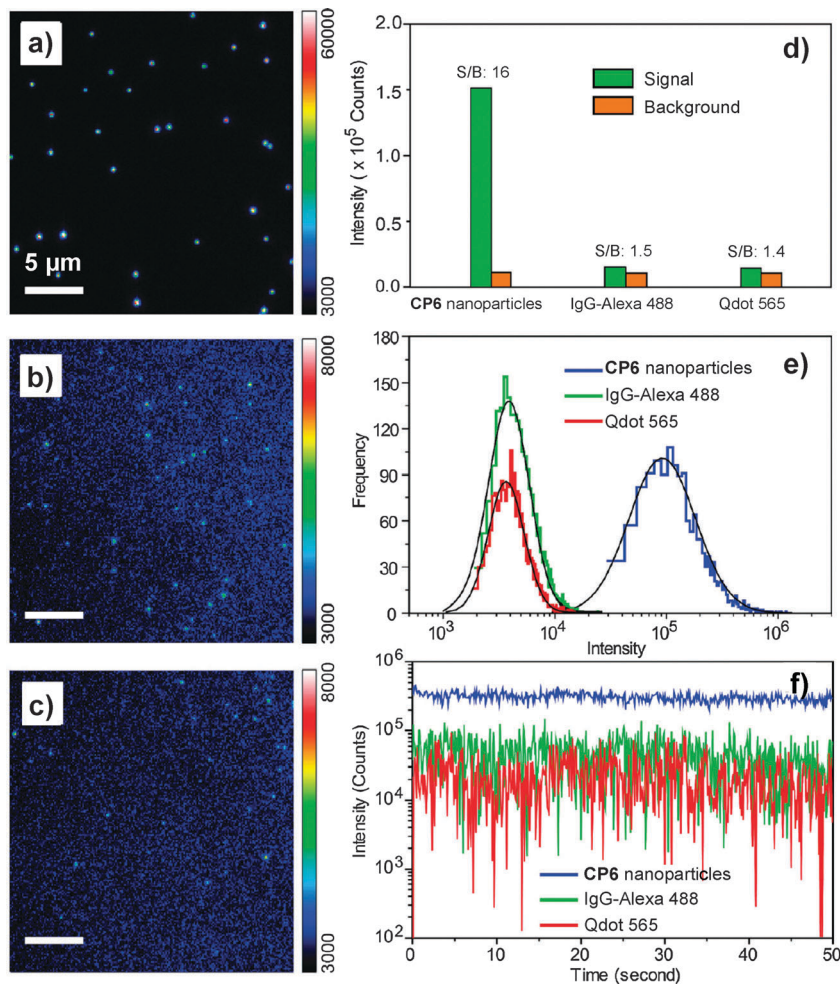 a)
60000
3000
5 µm
b)
8000
3000
c)
8000
3000
d)
Intensity ( x 10⁵ Counts)
2.0
1.5
1.0
0.5
0.0
S/B: 16
S/B: 1.5
S/B: 1.4
Signal
Background
CP6 nanoparticles
IgG-Alexa 488
Qdot 565
e)
Frequency
180
150
120
90
60
30
0
CP6 nanoparticles
IgG-Alexa 488
Qdot 565
10³
10⁴
10⁵
10⁶
Intensity
f)
Intensity (Counts)
10⁶
10⁵
10⁴
10³
10²
CP6 nanoparticles
IgG-Alexa 488
Qdot 565
0
10
20
30
40
50
Time (second)